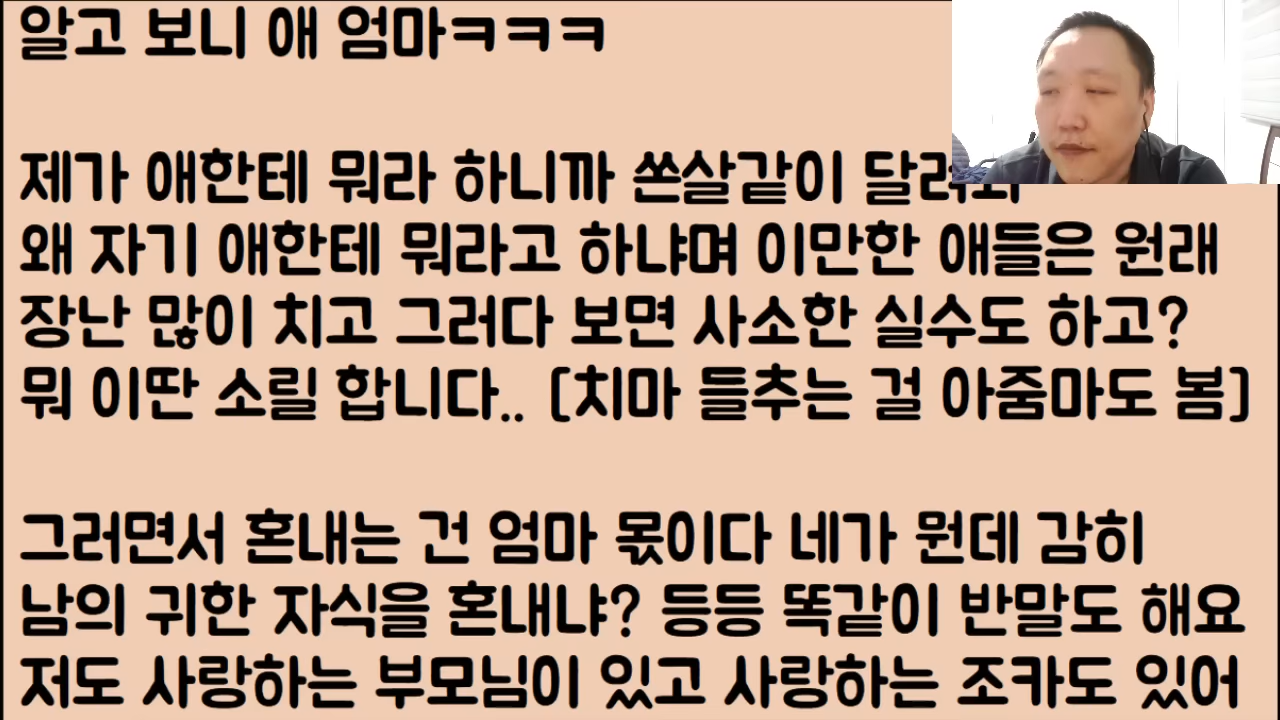 알고 보니 애 엄마ㅋㅋㅋ
제가 애한테 뭐라 하니까 쏜살같이
왜 자기 애한테 뭐라고 하냐며 이만한 애들은 원래
장난 많이 치고 그러다 보면 사소한 실수도 하고?
뭐 이딴 소릴 합니다.. [치마 들추는 걸 아줌마도 봄]
그러면서 혼내는 건 엄마 몫이다 네가 뭔데 감히
남의 귀한 자식을 혼내냐? 등등 똑같이 반말도 해요
저도 사랑하는 부모님이 있고 사랑하는 조카도 있어